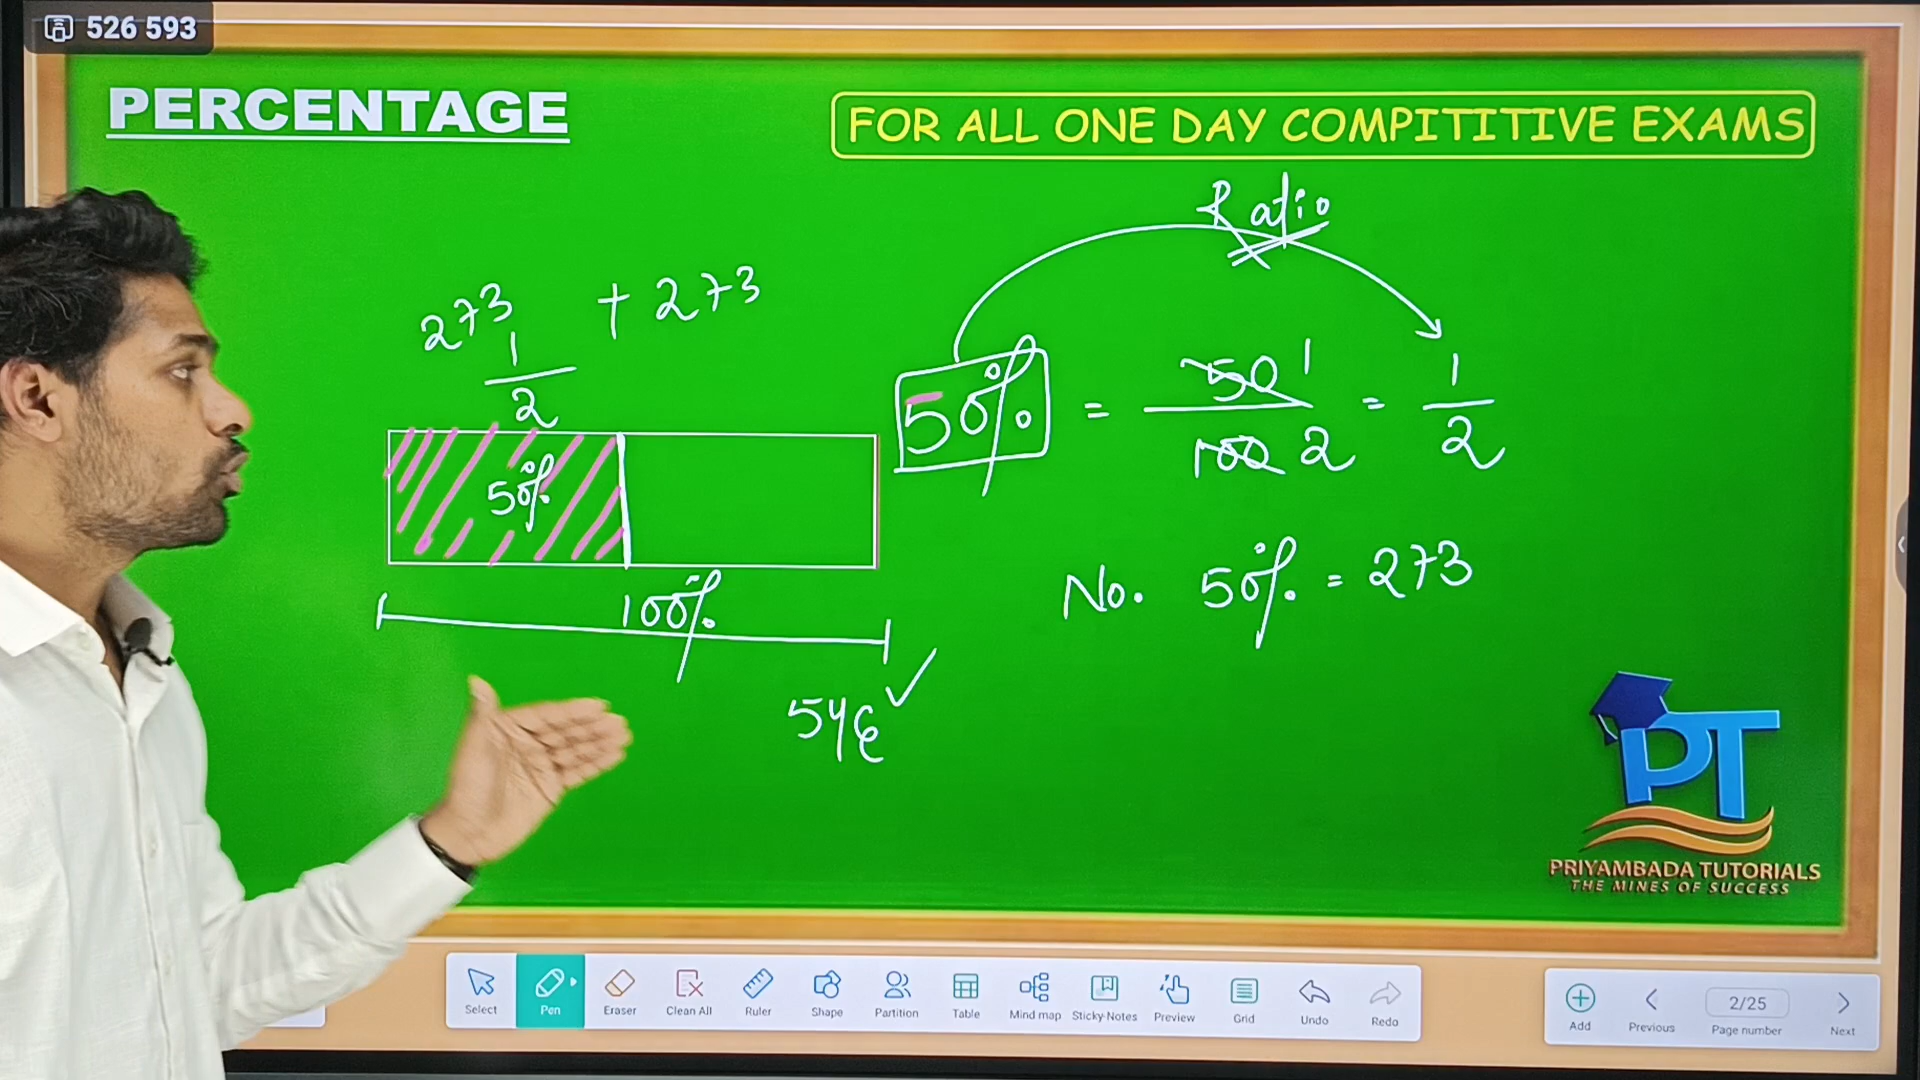 526 593
PERCENTAGE
FOR ALL ONE DAY COMPITITIVE EXAMS
Ratio
273 + 273
1
2
50%
100%
546
50% = 50 1 = 1
100 2 2
No. 50% = 273
PT
PRIYAMBADA TUTORIALS
THE MINES OF SUCCESS
Select Pen Eraser Clean All Ruler Shape Partition Table Mind map Sticky Notes Preview Grid Undo Redo
Add Previous 2/25 Page number Next